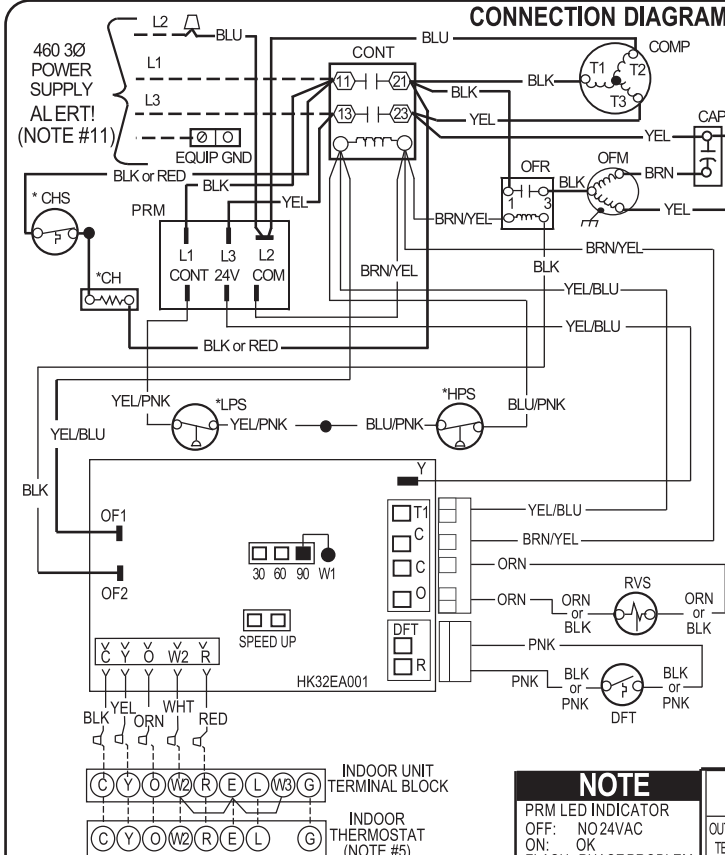 CONNECTION DIAGRAM
460 3Ø
POWER
SUPPLY
ALERT!
(NOTE #11)
L2
BLU
L1
L3
EQUIP GND
CONT
11
21
13
23
BLU
COMP
T1
T2
T3
BLK
BLK
YEL
YEL
CAP
OFR
1
3
BLK
OFM
BRN
YEL
BLK or RED
BLK
YEL
* CHS
*CH
PRM
L1
L3
L2
CONT
24V
COM
BRN/YEL
BRN/YEL
BLK
BRN/YEL
YEL/BLU
YEL/BLU
BLK or RED
YEL/PNK
*LPS
YEL/PNK
BLU/PNK
*HPS
BLU/PNK
YEL/BLU
BLK
OF1
OF2
Y
T1
C
C
O
DFT
R
30 60 90 W1
SPEED UP
HK32EA001
C Y O W2 R
YEL/BLU
BRN/YEL
ORN
ORN
ORN
or
BLK
RVS
ORN
or
BLK
PNK
PNK
BLK
or
PNK
DFT
BLK
or
PNK
BLK
YEL
ORN
WHT
RED
C Y O W2 R E L W3 G
INDOOR UNIT
TERMINAL BLOCK
C Y O W2 R E L G
INDOOR
THERMOSTAT
(NOTE #5)
NOTE
PRM LED INDICATOR
OFF: NO 24VAC
ON: OK